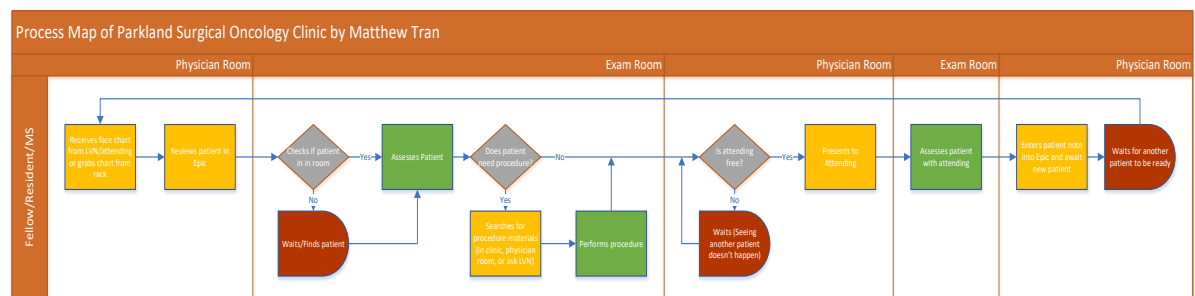 Process Map of Parkland Surgical Oncology Clinic by Matthew Tran
Physician Room
Exam Room
Physician Room
Exam Room
Physician Room
Fellow/Resident/MS
Receives face chart
from LVN/attending
or grabs chart from
rack
Reviews patient in
Epic
Checks if patient
in in room
Yes
No
Waits/Finds patient
Assesses Patient
Does patient
need procedure?
No
Yes
Searches for
procedure materials
(in clinic, physician
room, or ask LVN)
Performs procedure
Is attending
free?
Yes
No
Waits (Seeing
another patient
doesn't happen)
Presents to
Attending
Assesses patient
with attending
Enters patient note
into Epic and await
new patient
Waits for another
patient to be ready